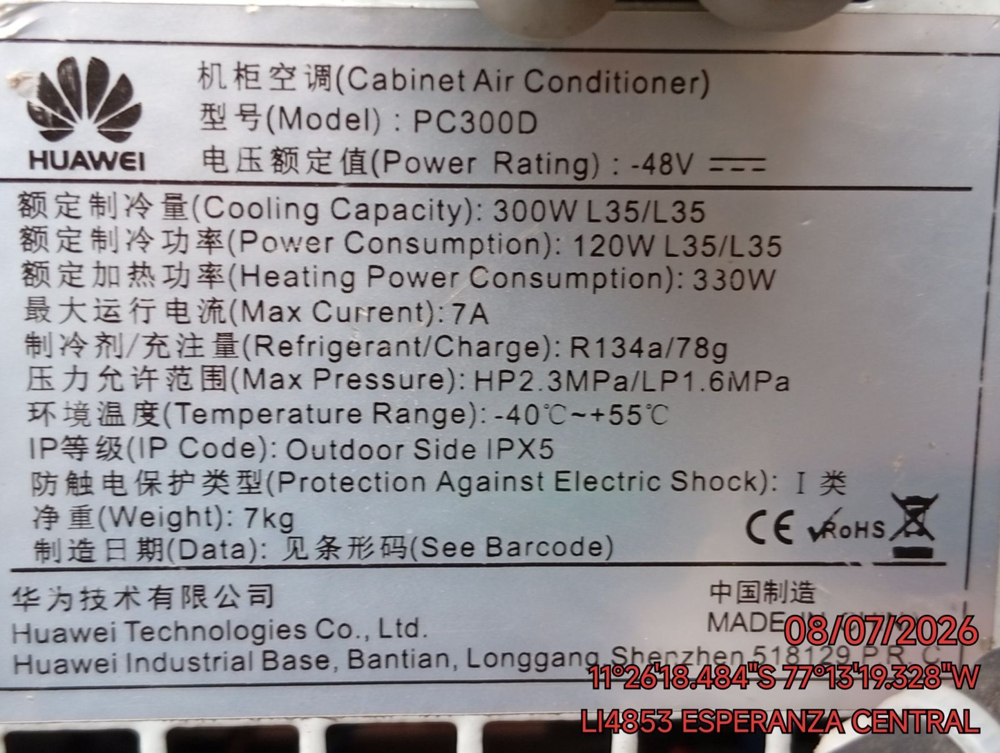 HUAWEI
机柜空调(Cabinet Air Conditioner)
型号(Model) : PC300D
电压额定值(Power Rating) : -48V
额定制冷量(Cooling Capacity): 300W L35/L35
额定制冷功率(Power Consumption): 120W L35/L35
额定加热功率(Heating Power Consumption): 330W
最大运行电流(Max Current): 7A
制冷剂/充注量(Refrigerant/Charge): R134a/78g
压力允许范围(Max Pressure): HP2.3MPa/LP1.6MPa
环境温度(Temperature Range): -40℃~+55℃
IP等级(IP Code): Outdoor Side IPX5
防触电保护类型(Protection Against Electric Shock): I 类
净重(Weight): 7kg
CE RoHS
制造日期(Data): 见条形码(See Barcode)
华为技术有限公司
中国制造
Huawei Technologies Co., Ltd.
MADE IN CHINA
Huawei Industrial Base, Bantian, Longgang, Shenzhen 518129 P.R. C
08/07/2026
11°26'18.484"S 77°13'19.328"W
LI4853 ESPERANZA CENTRAL